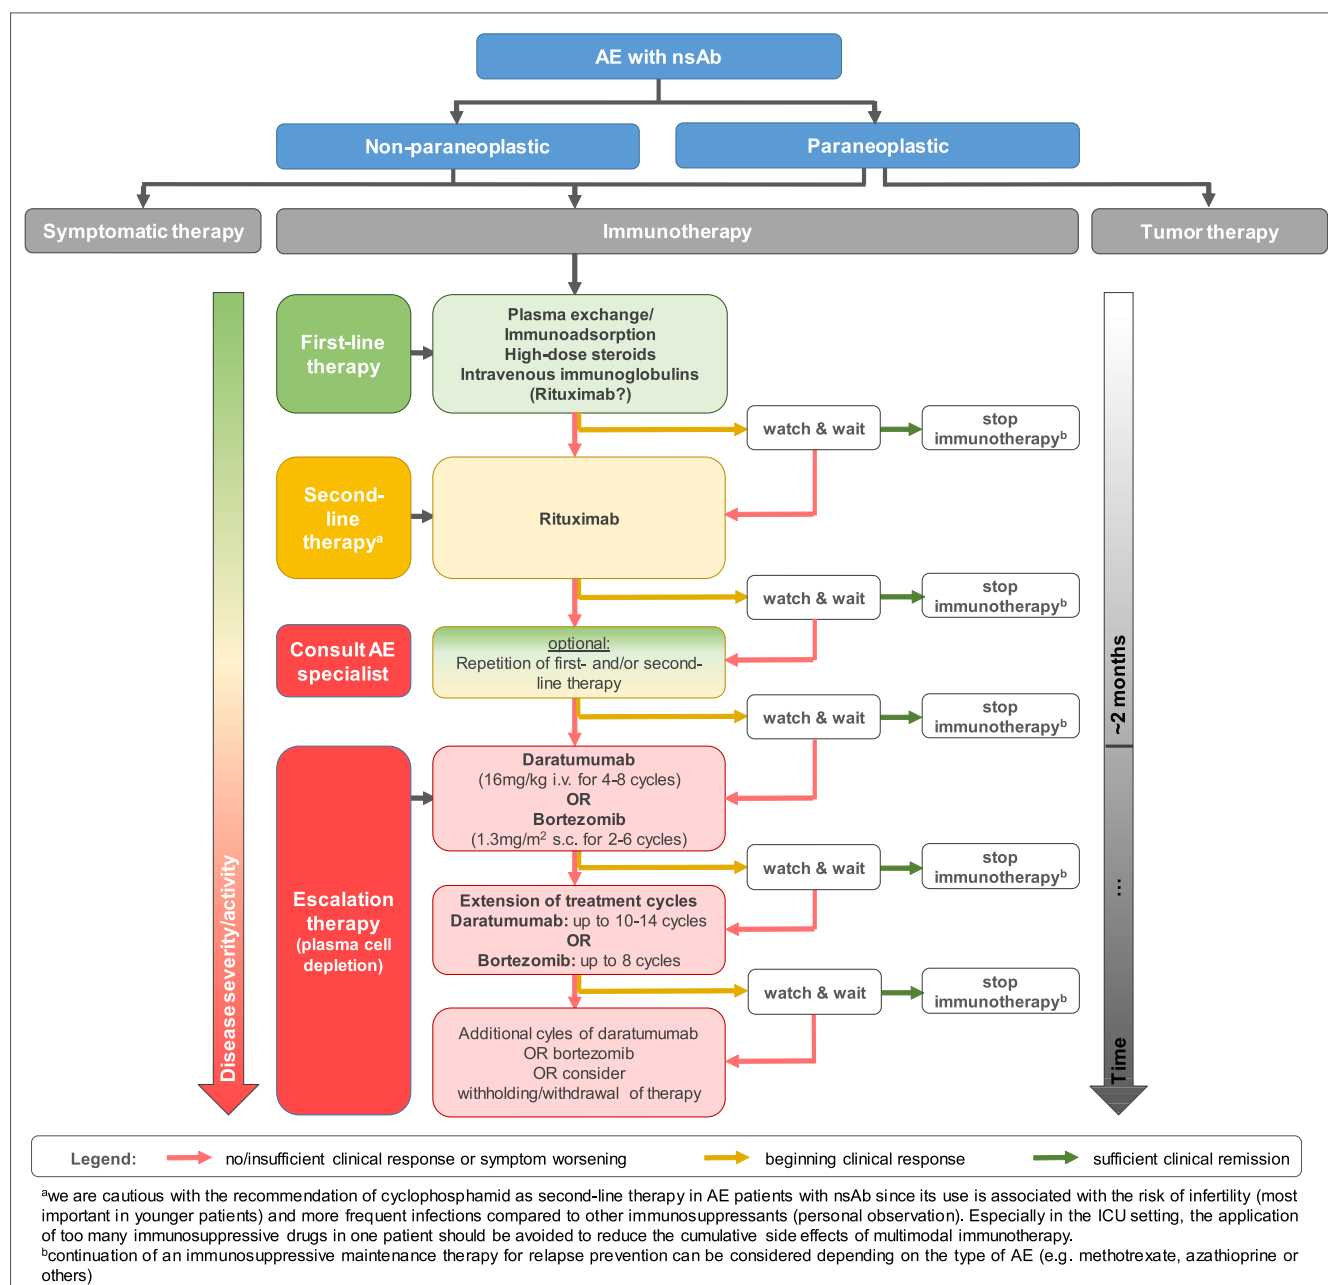 AE with nsAb
Non-paraneoplastic
Paraneoplastic
Symptomatic therapy
Immunotherapy
Tumor therapy
First-line
therapy
Plasma exchange/
Immunoadsorption
High-dose steroids
Intravenous immunoglobulins
(Rituximab?)
watch & wait
stop
immunotherapyᵇ
Second-
line
therapyᵃ
Rituximab
watch & wait
stop
immunotherapyᵇ
Consult AE
specialist
optional:
Repetition of first- and/or second-
line therapy
watch & wait
stop
immunotherapyᵇ
Escalation
therapy
(plasma cell
depletion)
Daratumumab
(16mg/kg i.v. for 4-8 cycles)
OR
Bortezomib
(1.3mg/m² s.c. for 2-6 cycles)
watch & wait
stop
immunotherapyᵇ
Extension of treatment cycles
Daratumumab: up to 10-14 cycles
OR
Bortezomib: up to 8 cycles
watch & wait
stop
immunotherapyᵇ
Additional cyles of daratumumab
OR bortezomib
OR consider
withholding/withdrawal of therapy
Disease severity/activity
~2 months
...
Time
Legend:
no/insufficient clinical response or symptom worsening
beginning clinical response
sufficient clinical remission
ᵃwe are cautious with the recommendation of cyclophosphamid as second-line therapy in AE patients with nsAb since its use is associated with the risk of infertility (most
important in younger patients) and more frequent infections compared to other immunosuppressants (personal observation). Especially in the ICU setting, the application
of too many immunosuppressive drugs in one patient should be avoided to reduce the cumulative side effects of multimodal immunotherapy.
ᵇcontinuation of an immunosuppressive maintenance therapy for relapse prevention can be considered depending on the type of AE (e.g. methotrexate, azathioprine or
others)